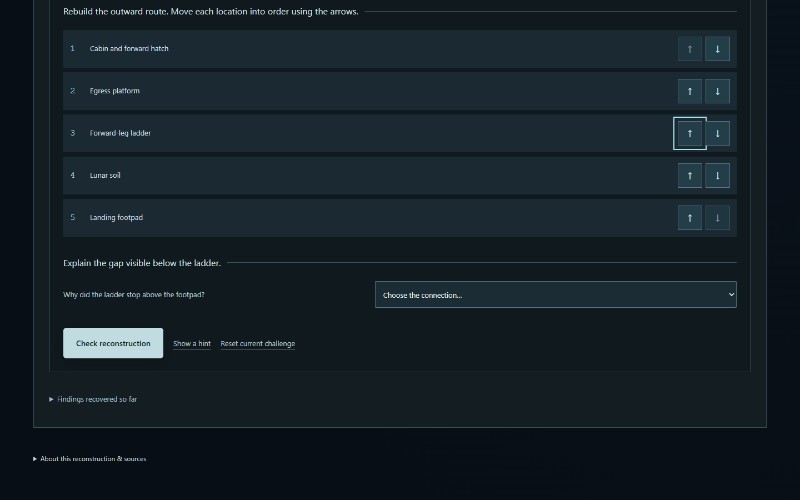 Rebuild the outward route. Move each location into order using the arrows.
1 Cabin and forward hatch ↑ ↓
2 Egress platform ↑ ↓
3 Forward-leg ladder ↑ ↓
4 Lunar soil ↑ ↓
5 Landing footpad ↑ ↓
Explain the gap visible below the ladder.
Why did the ladder stop above the footpad? Choose the connection...
Check reconstruction Show a hint Reset current challenge
▶ Findings recovered so far
▶ About this reconstruction & sources